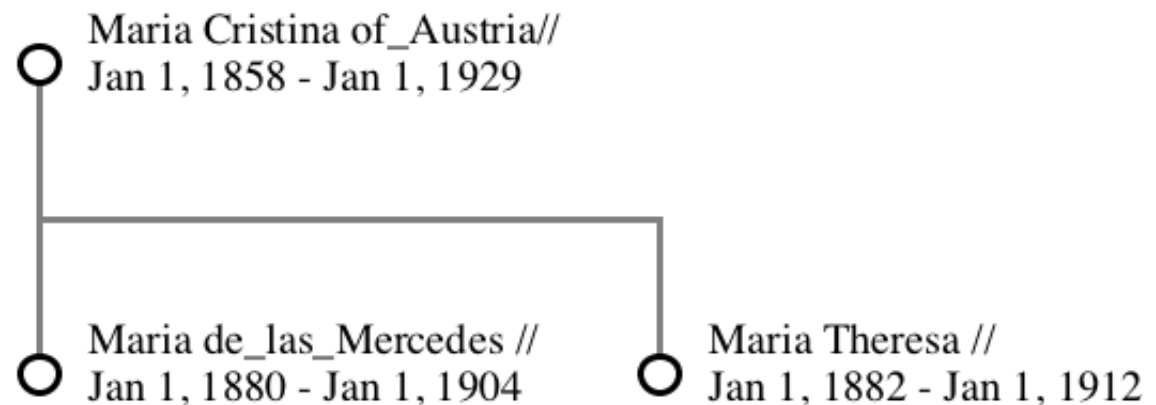 Maria Cristina of_Austria//
Jan 1, 1858 - Jan 1, 1929
Maria de_las_Mercedes //
Jan 1, 1880 - Jan 1, 1904
Maria Theresa //
Jan 1, 1882 - Jan 1, 1912